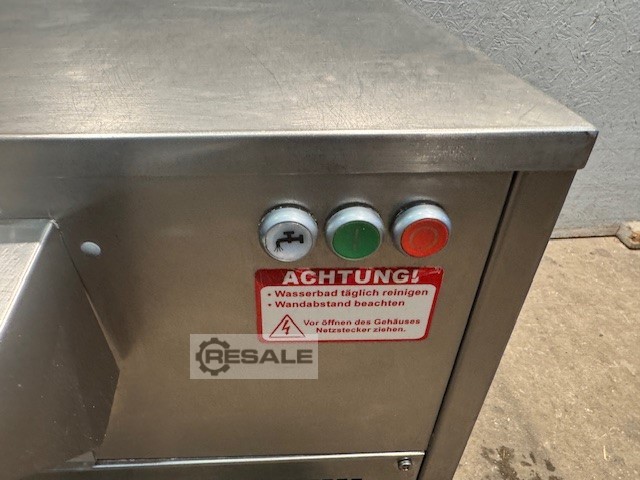 ACHTUNG!
• Wasserbad täglich reinigen
• Wandabstand beachten
Vor öffnen des Gehäuses
Netzstecker ziehen.
RESALE